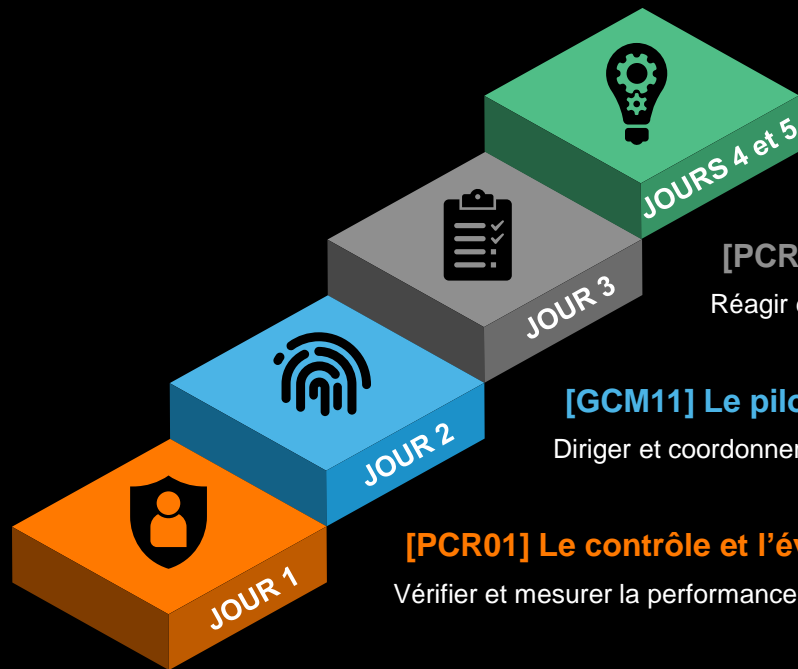 JOURS 4 et 5
[PCR
Réagir
JOUR 3
[GCM11] Le pilo
Diriger et coordonner
JOUR 2
[PCR01] Le contrôle et l'év
Vérifier et mesurer la performance
JOUR 1